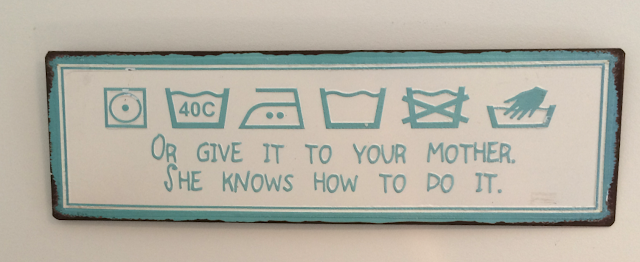 40C
OR GIVE IT TO YOUR MOTHER.
SHE KNOWS HOW TO DO IT.